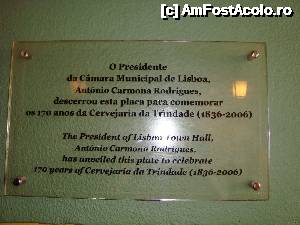 [c] AmFostAcolo.ro
O Presidente
da Câmara Municipal de Lisboa,
António Carmona Rodrigues,
descerrou esta placa para comemorar
os 170 anos da Cervejaria da Trindade (1836-2006)
The President of Lisboa Town Hall,
António Carmona Rodrigues,
has unveiled this plate to celebrate
170 years of Cervejaria da Trindade (1836-2006)